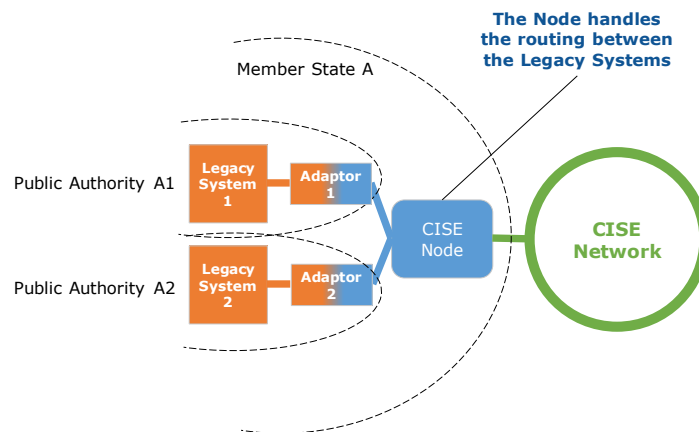 The Node handles
the routing between
the Legacy Systems
Member State A
Public Authority A1
Legacy
System
1
Adaptor
1
CISE
Node
CISE
Network
Public Authority A2
Legacy
System
2
Adaptor
2